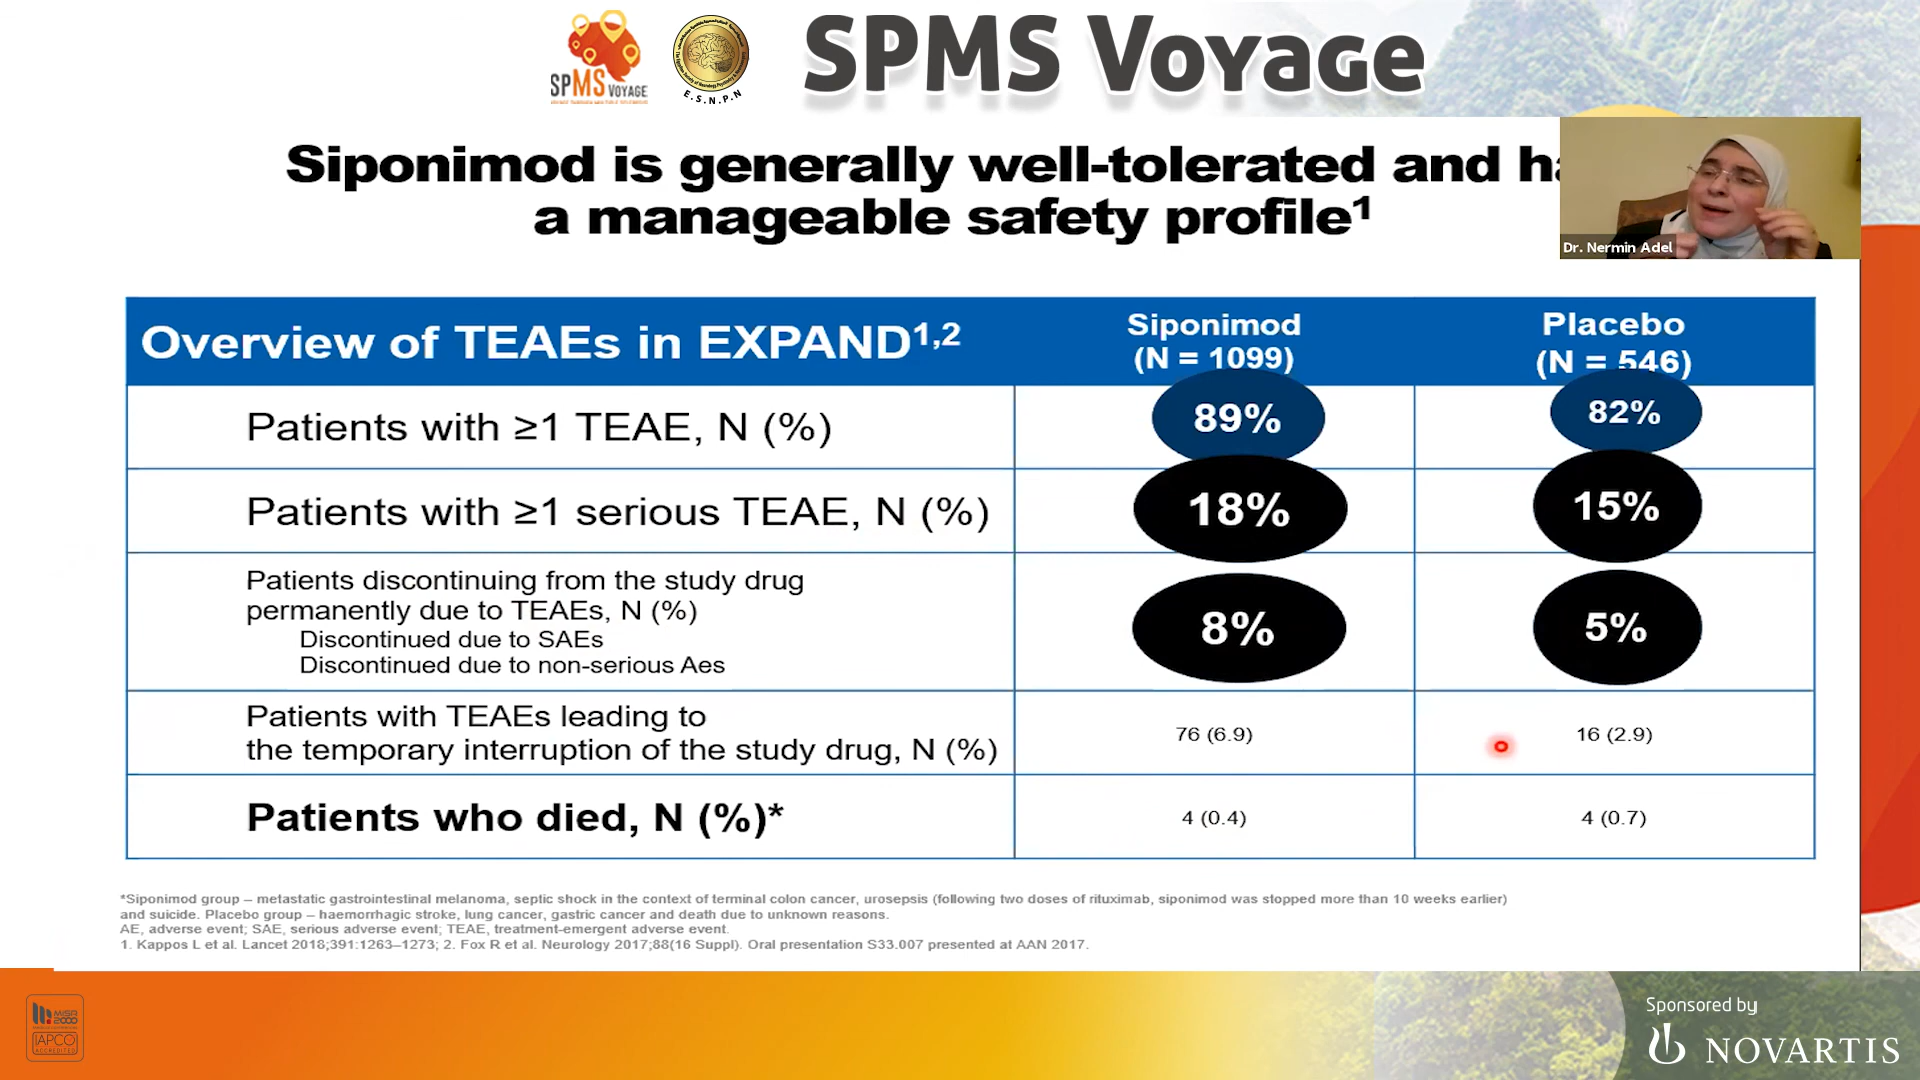 SPMS VOYAGE
E.S.N.P.N
SPMS Voyage
Siponimod is generally well-tolerated and
a manageable safety profile¹
Dr. Nermin Adel
Overview of TEAEs in EXPAND¹,²
Siponimod
(N = 1099)
Placebo
(N = 546)
Patients with ≥1 TEAE, N (%)
89%
82%
Patients with ≥1 serious TEAE, N (%)
18%
15%
Patients discontinuing from the study drug
permanently due to TEAEs, N (%)
Discontinued due to SAEs
Discontinued due to non-serious Aes
8%
5%
Patients with TEAEs leading to
the temporary interruption of the study drug, N (%)
76 (6.9)
16 (2.9)
Patients who died, N (%)*
4 (0.4)
4 (0.7)
*Siponimod group – metastatic gastrointestinal melanoma, septic shock in the context of terminal colon cancer, urosepsis (following two doses of rituximab, siponimod was stopped more than 10 weeks earlier)
and suicide. Placebo group – haemorrhagic stroke, lung cancer, gastric cancer and death due to unknown reasons.
AE, adverse event; SAE, serious adverse event; TEAE, treatment-emergent adverse event.
1. Kappos L et al. Lancet 2018;391:1263–1273; 2. Fox R et al. Neurology 2017;88(16 Suppl). Oral presentation S33.007 presented at AAN 2017.
MISR
2000
IAPCO
ACCREDITED
Sponsored by
NOVARTIS